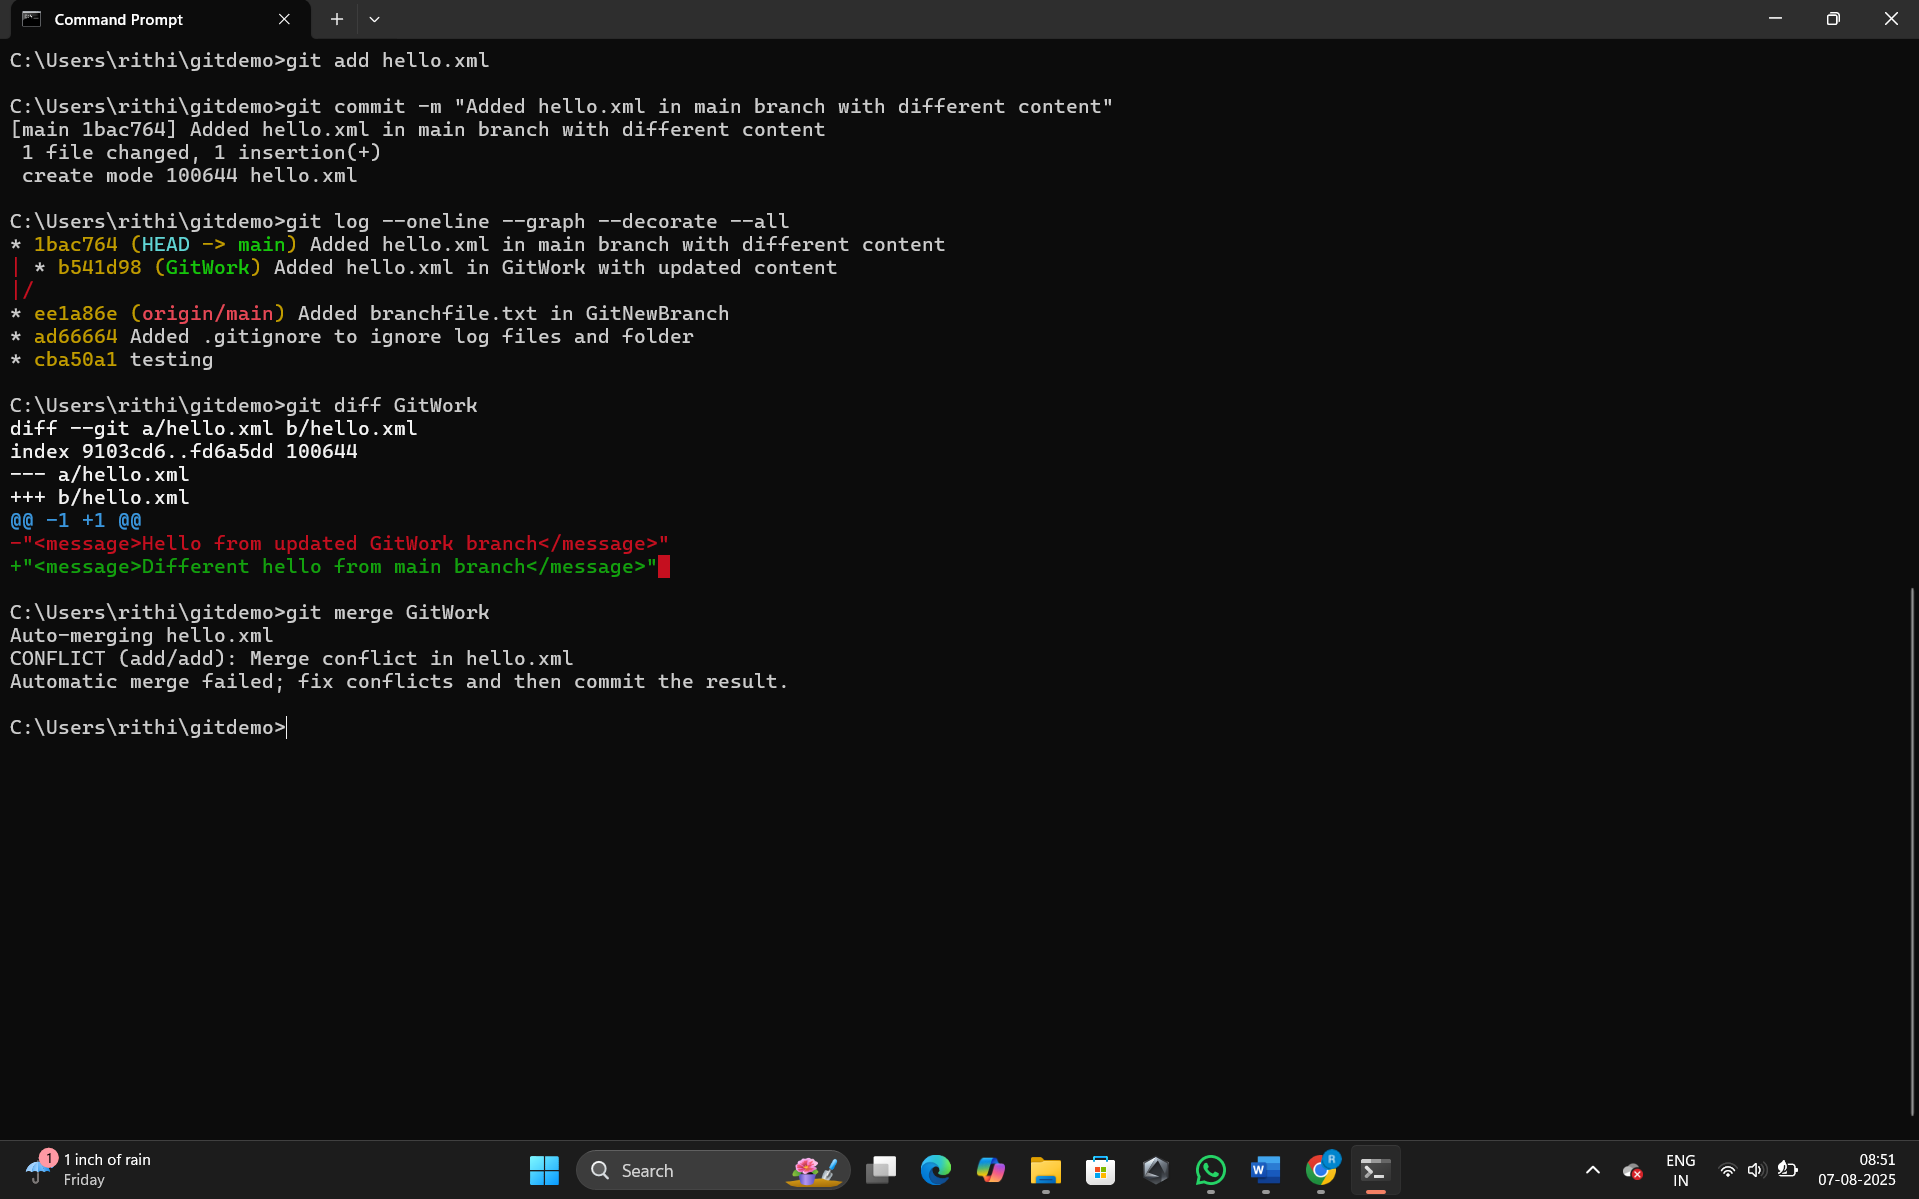 Command Prompt
C:\Users\rithi\gitdemo>git add hello.xml
C:\Users\rithi\gitdemo>git commit -m "Added hello.xml in main branch with different content"
[main 1bac764] Added hello.xml in main branch with different content
 1 file changed, 1 insertion(+)
 create mode 100644 hello.xml
C:\Users\rithi\gitdemo>git log --oneline --graph --decorate --all
* 1bac764 (HEAD -> main) Added hello.xml in main branch with different content
| * b541d98 (GitWork) Added hello.xml in GitWork with updated content
|/
* ee1a86e (origin/main) Added branchfile.txt in GitNewBranch
* ad66664 Added .gitignore to ignore log files and folder
* cba50a1 testing
C:\Users\rithi\gitdemo>git diff GitWork
diff --git a/hello.xml b/hello.xml
index 9103cd6..fd6a5dd 100644
--- a/hello.xml
+++ b/hello.xml
@@ -1 +1 @@
-"<message>Hello from updated GitWork branch</message>"
+"<message>Different hello from main branch</message>"
C:\Users\rithi\gitdemo>git merge GitWork
Auto-merging hello.xml
CONFLICT (add/add): Merge conflict in hello.xml
Automatic merge failed; fix conflicts and then commit the result.
C:\Users\rithi\gitdemo>
1
1 inch of rain
Friday
Search
W
R
ENG
IN
08:51
07-08-2025